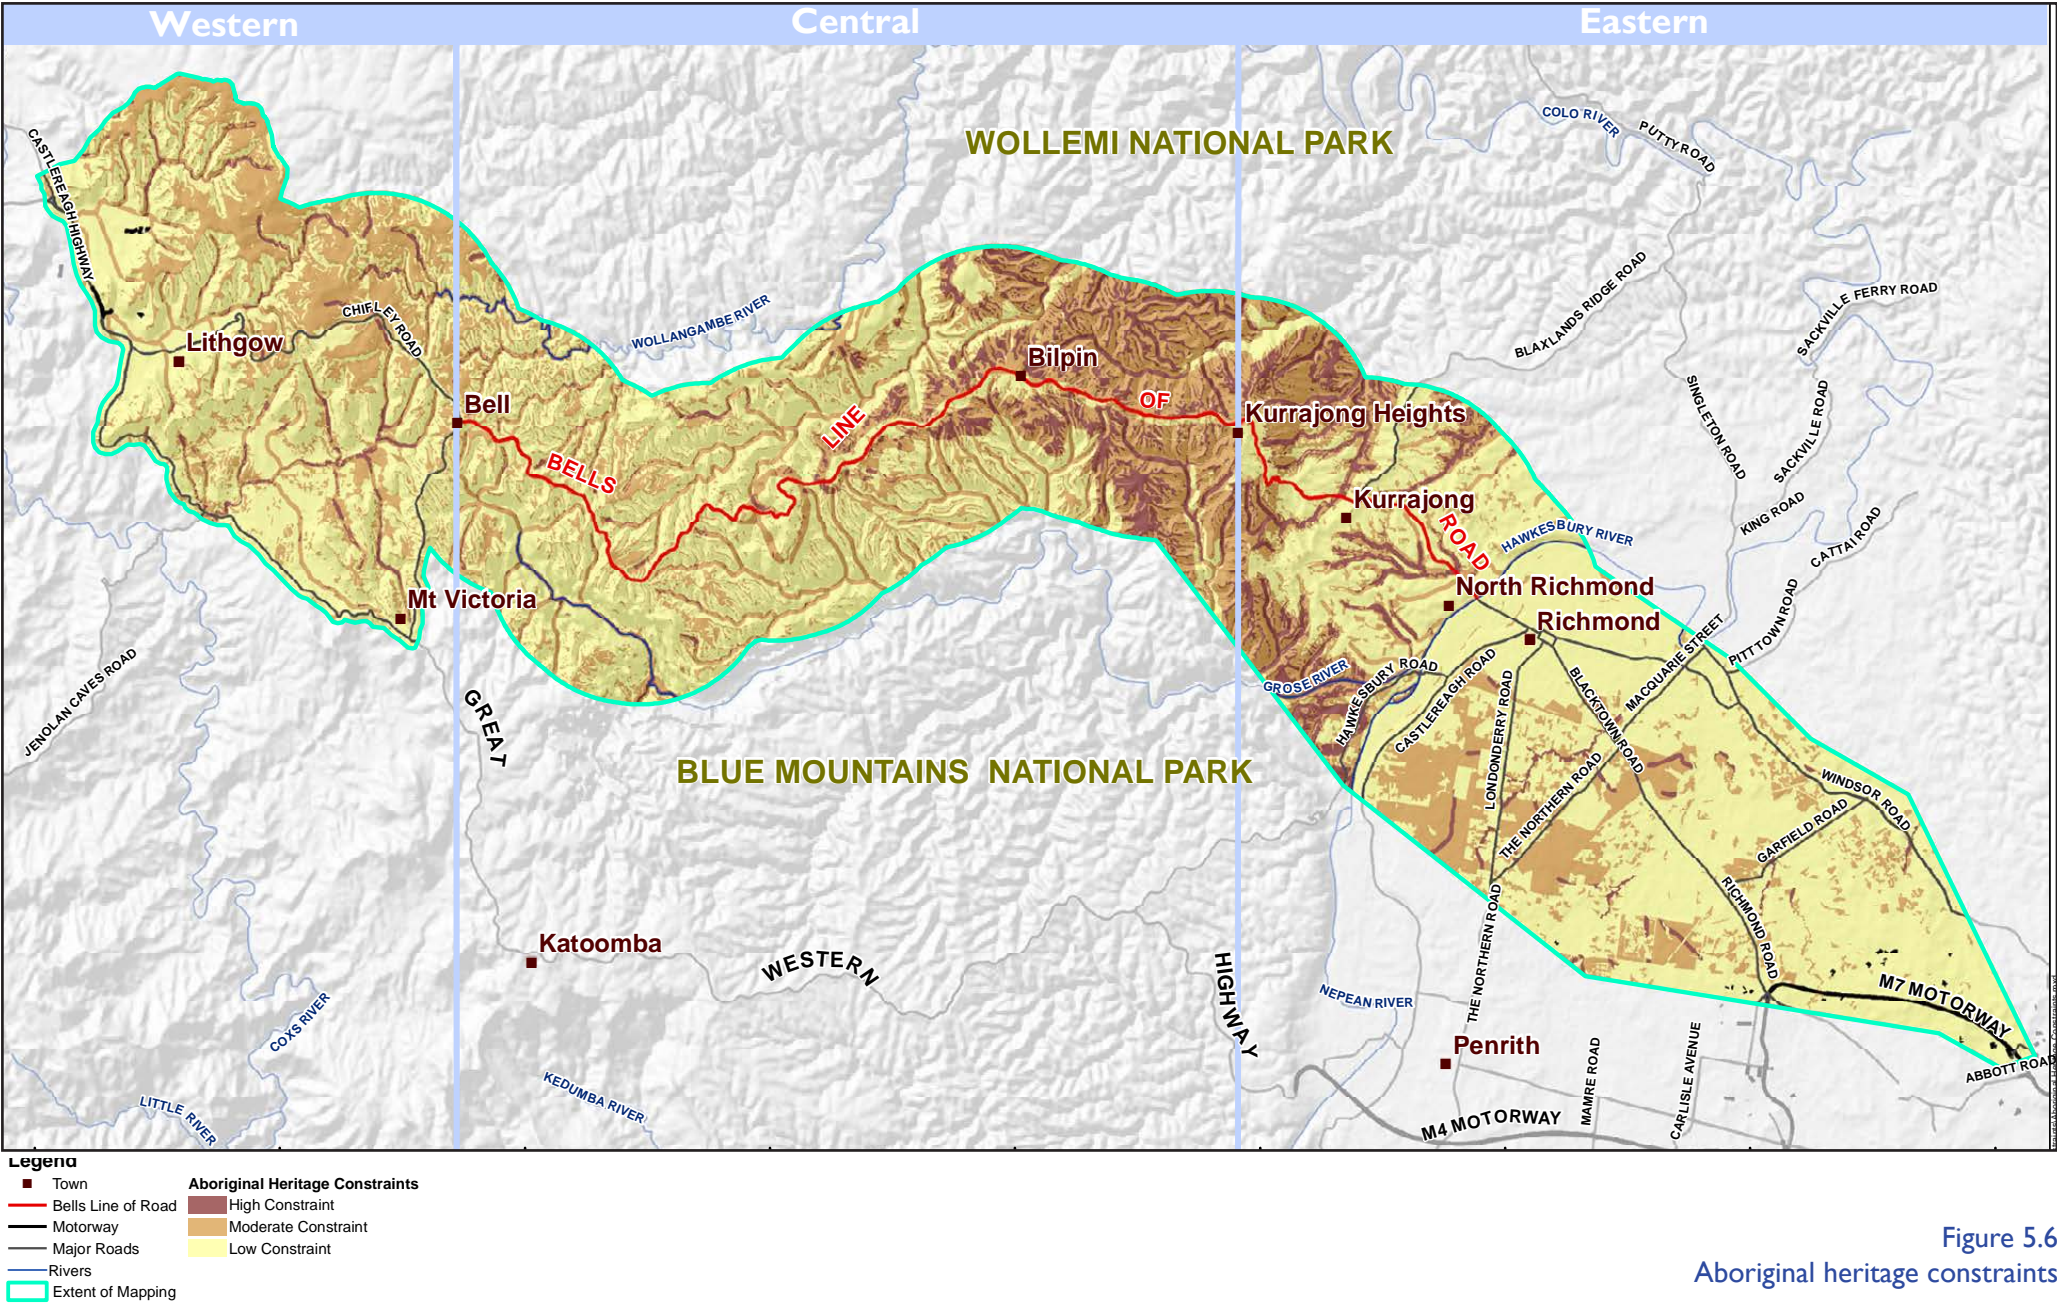 Western
Central
Eastern
WOLLEMI NATIONAL PARK
COLO RIVER
PUTTY ROAD
CASTLEREAGH HIGHWAY
BLAXLANDS RIDGE ROAD
SACKVILLE FERRY ROAD
WOLLANGAMBE RIVER
CHIFLEY ROAD
Lithgow
Bilpin
Bell
Kurrajong Heights
BELLS
LINE
OF
ROAD
SINGLETON ROAD
SACKVILLE ROAD
KING ROAD
CATTAI ROAD
Kurrajong
HAWKESBURY RIVER
North Richmond
Richmond
Mt Victoria
PITT TOWN ROAD
MACQUARIE STREET
JENOLAN CAVES ROAD
GROSE RIVER
HAWKESBURY ROAD
CASTLEREAGH ROAD
LONDONDERRY ROAD
BLACKTOWN ROAD
THE NORTHERN ROAD
WINDSOR ROAD
GARFIELD ROAD
GREAT
BLUE MOUNTAINS NATIONAL PARK
RICHMOND ROAD
THE NORTHERN ROAD
Katoomba
WESTERN
HIGHWAY
NEPEAN RIVER
M7 MOTORWAY
COXS RIVER
Penrith
ABBOTT ROAD
KEDUMBA RIVER
LITTLE RIVER
M4 MOTORWAY
MAMRE ROAD
CARLISLE AVENUE
Legend
Town
Bells Line of Road
Motorway
Major Roads
Rivers
Extent of Mapping
Aboriginal Heritage Constraints
High Constraint
Moderate Constraint
Low Constraint
Figure 5.6
Aboriginal heritage constraints